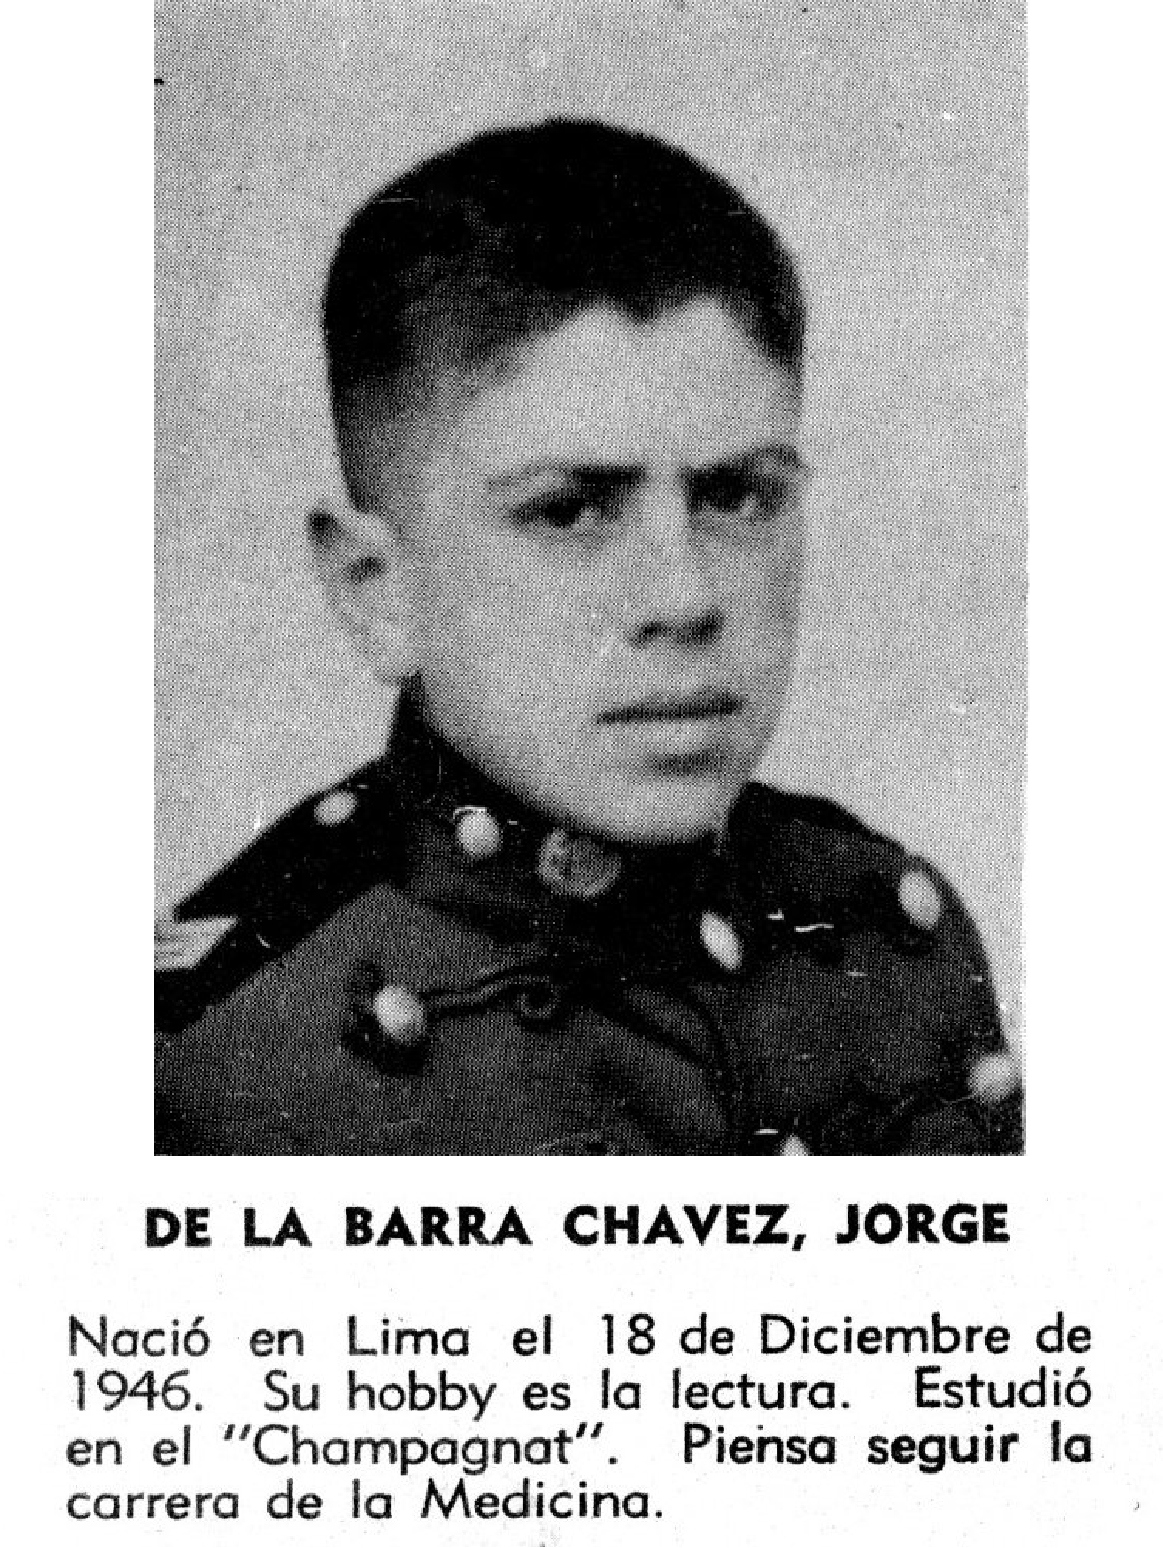 DE LA BARRA CHAVEZ, JORGE
Nació en Lima el 18 de Diciembre de
1946. Su hobby es la lectura. Estudió
en el "Champagnat". Piensa seguir la
carrera de la Medicina.